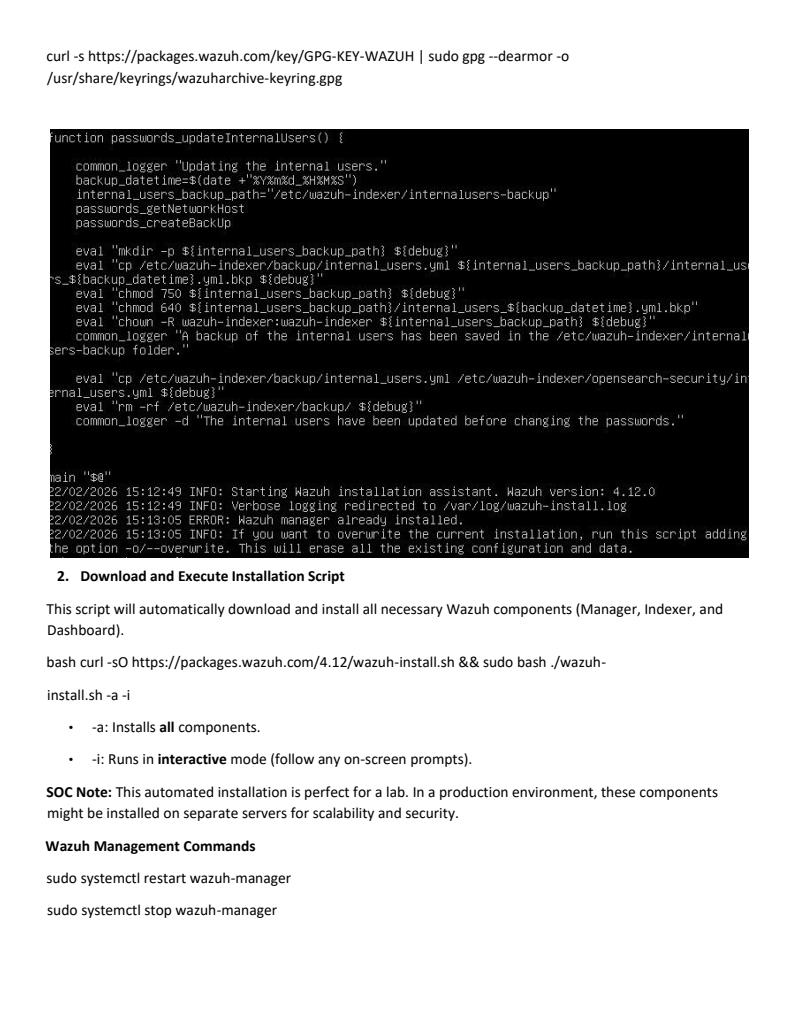 curl -s https://packages.wazuh.com/key/GPG-KEY-WAZUH | sudo gpg --dearmor -o
/usr/share/keyrings/wazuharchive-keyring.gpg
function passwords_updateInternalUsers() {
common_logger "Updating the internal users."
backup_datetime=$(date +"%Y%m%d_%H%M%S")
internal_users_backup_path="/etc/wazuh-indexer/internalusers-backup"
passwords_getNetworkHost
passwords_createBackUp
eval "mkdir -p ${internal_users_backup_path} ${debug}"
eval "cp /etc/wazuh-indexer/backup/internal_users.yml ${internal_users_backup_path}/internal_us
rs_${backup_datetime}.yml.bkp ${debug}"
eval "chmod 750 ${internal_users_backup_path} ${debug}"
eval "chmod 640 ${internal_users_backup_path}/internal_users_${backup_datetime}.yml.bkp"
eval "chown -R wazuh-indexer:wazuh-indexer ${internal_users_backup_path} ${debug}"
common_logger "A backup of the internal users has been saved in the /etc/wazuh-indexer/internal
sers-backup folder."
eval "cp /etc/wazuh-indexer/backup/internal_users.yml /etc/wazuh-indexer/opensearch-security/in
ernal_users.yml ${debug}"
eval "rm -rf /etc/wazuh-indexer/backup/ ${debug}"
common_logger -d "The internal users have been updated before changing the passwords."
}
main "$@"
22/02/2026 15:12:49 INFO: Starting Wazuh installation assistant. Wazuh version: 4.12.0
22/02/2026 15:12:49 INFO: Verbose logging redirected to /var/log/wazuh-install.log
22/02/2026 15:13:05 ERROR: Wazuh manager already installed.
22/02/2026 15:13:05 INFO: If you want to overwrite the current installation, run this script adding
the option -o/--overwrite. This will erase all the existing configuration and data.
2. Download and Execute Installation Script
This script will automatically download and install all necessary Wazuh components (Manager, Indexer, and
Dashboard).
bash curl -sO https://packages.wazuh.com/4.12/wazuh-install.sh && sudo bash ./wazuh-
install.sh -a -i
• -a: Installs all components.
• -i: Runs in interactive mode (follow any on-screen prompts).
SOC Note: This automated installation is perfect for a lab. In a production environment, these components
might be installed on separate servers for scalability and security.
Wazuh Management Commands
sudo systemctl restart wazuh-manager
sudo systemctl stop wazuh-manager